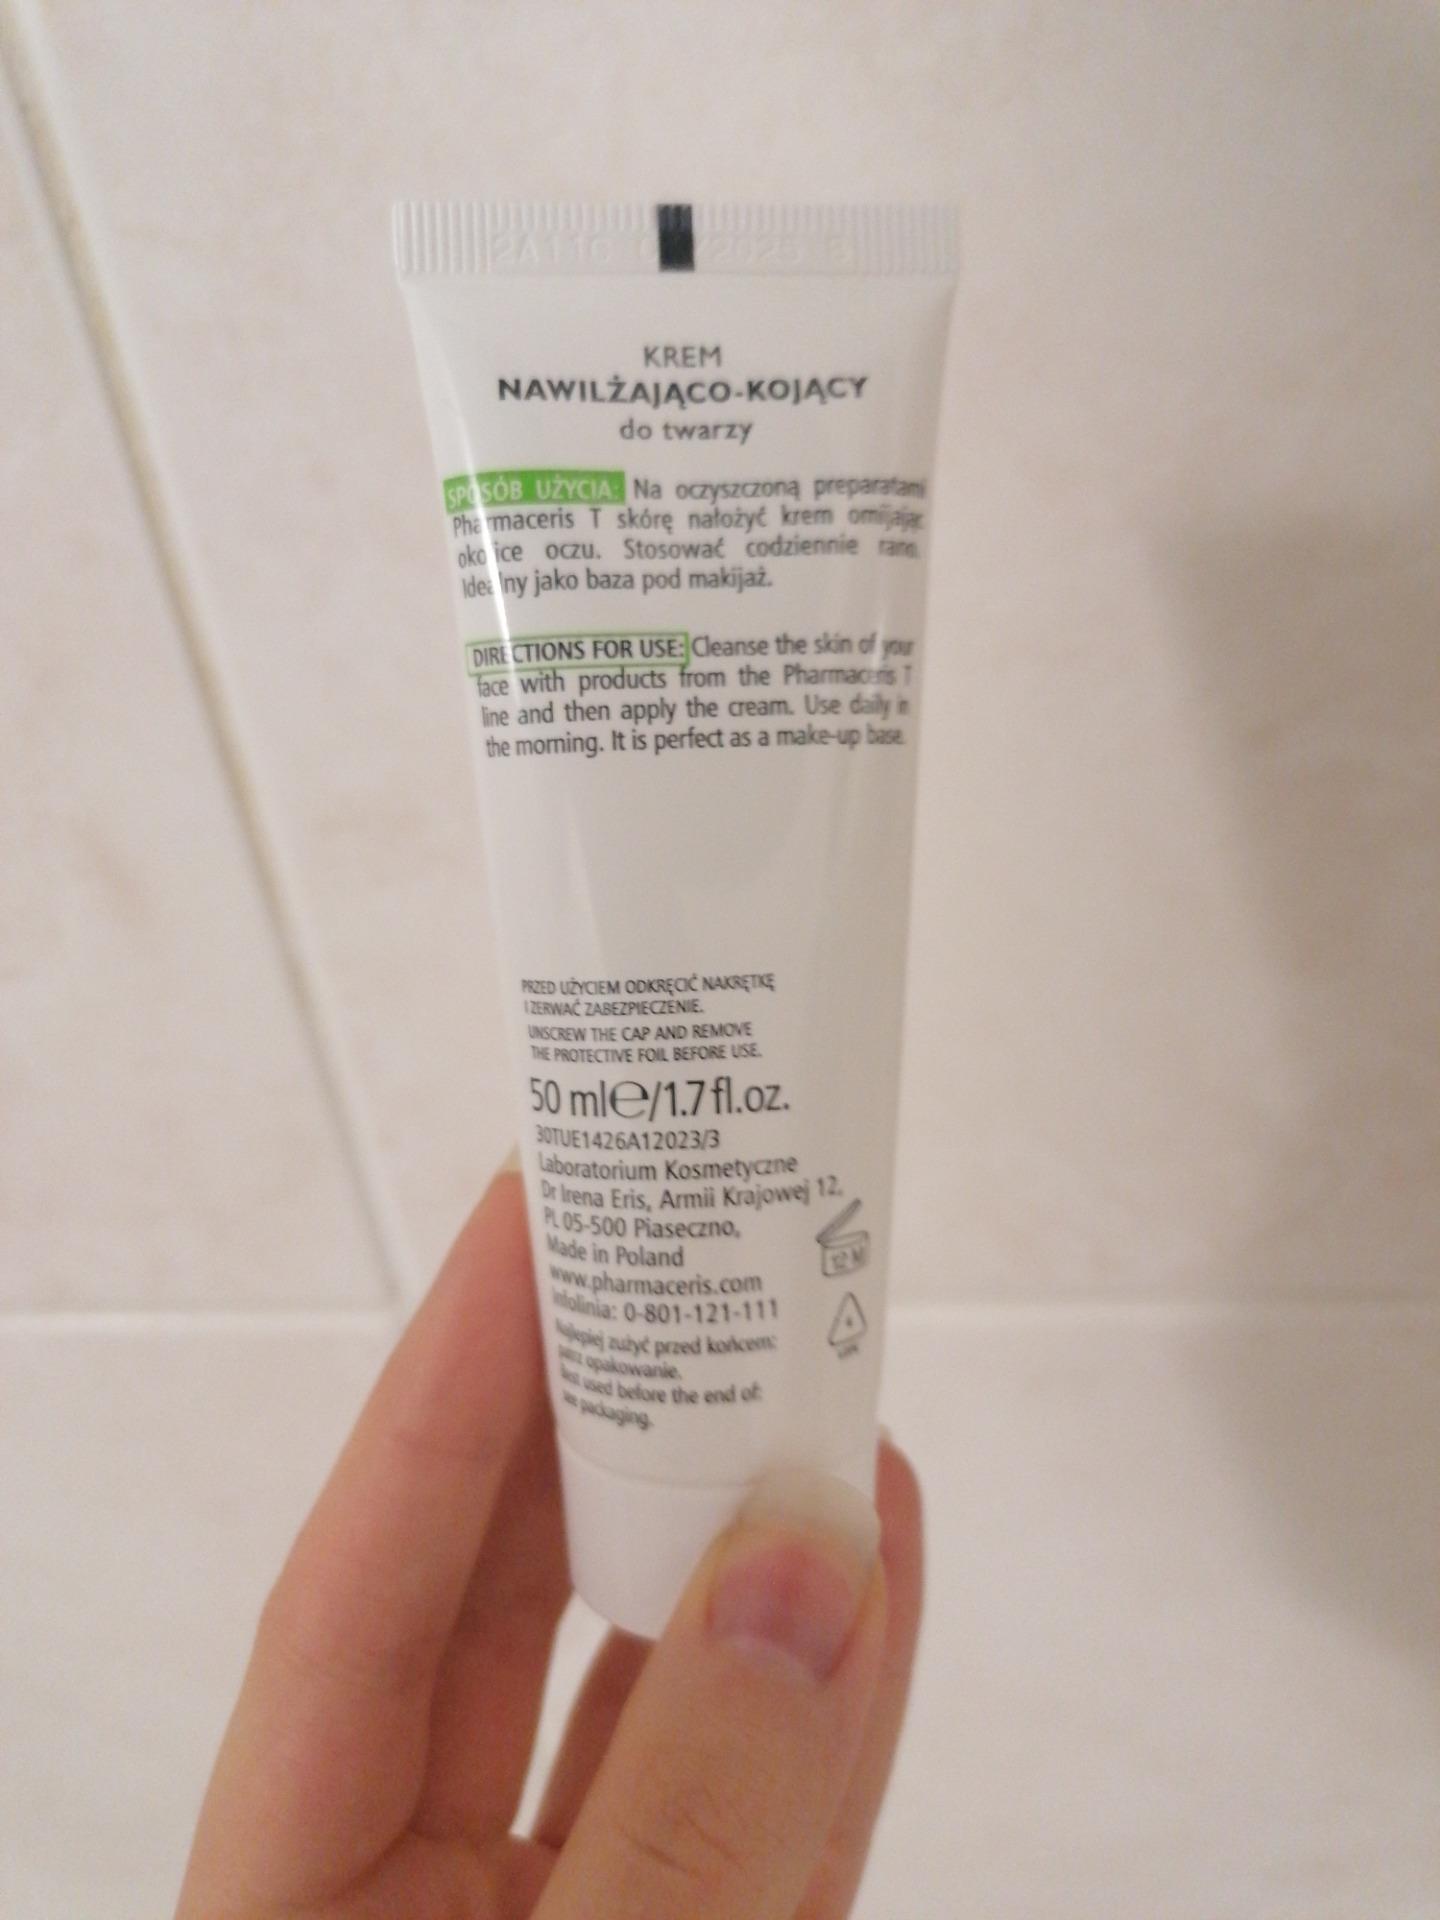 KREM
NAWILŻAJĄCO-KOJĄCY
do twarzy
SPOSÓB UŻYCIA: Na oczyszczoną preparatami
Pharmaceris T skórę nałożyć krem omijając
okolice oczu. Stosować codziennie rano.
Idealny jako baza pod makijaż.
DIRECTIONS FOR USE: Cleanse the skin of your
face with products from the Pharmaceris T
line and then apply the cream. Use daily in
the morning. It is perfect as a make-up base.
PRZED UŻYCIEM ODKRĘCIĆ NAKRĘTKĘ
I ZERWAĆ ZABEZPIECZENIE.
UNSCREW THE CAP AND REMOVE
THE PROTECTIVE FOIL BEFORE USE.
50 ml℮/1.7fl.oz.
30TUE1426A12023/3
Laboratorium Kosmetyczne
Dr Irena Eris, Armii Krajowej 12,
PL 05-500 Piaseczno,
Made in Poland
www.pharmaceris.com
Infolinia: 0-801-121-111
Najlepiej zużyć przed końcem:
patrz opakowanie.
Best used before the end of:
see packaging.
12 M
4